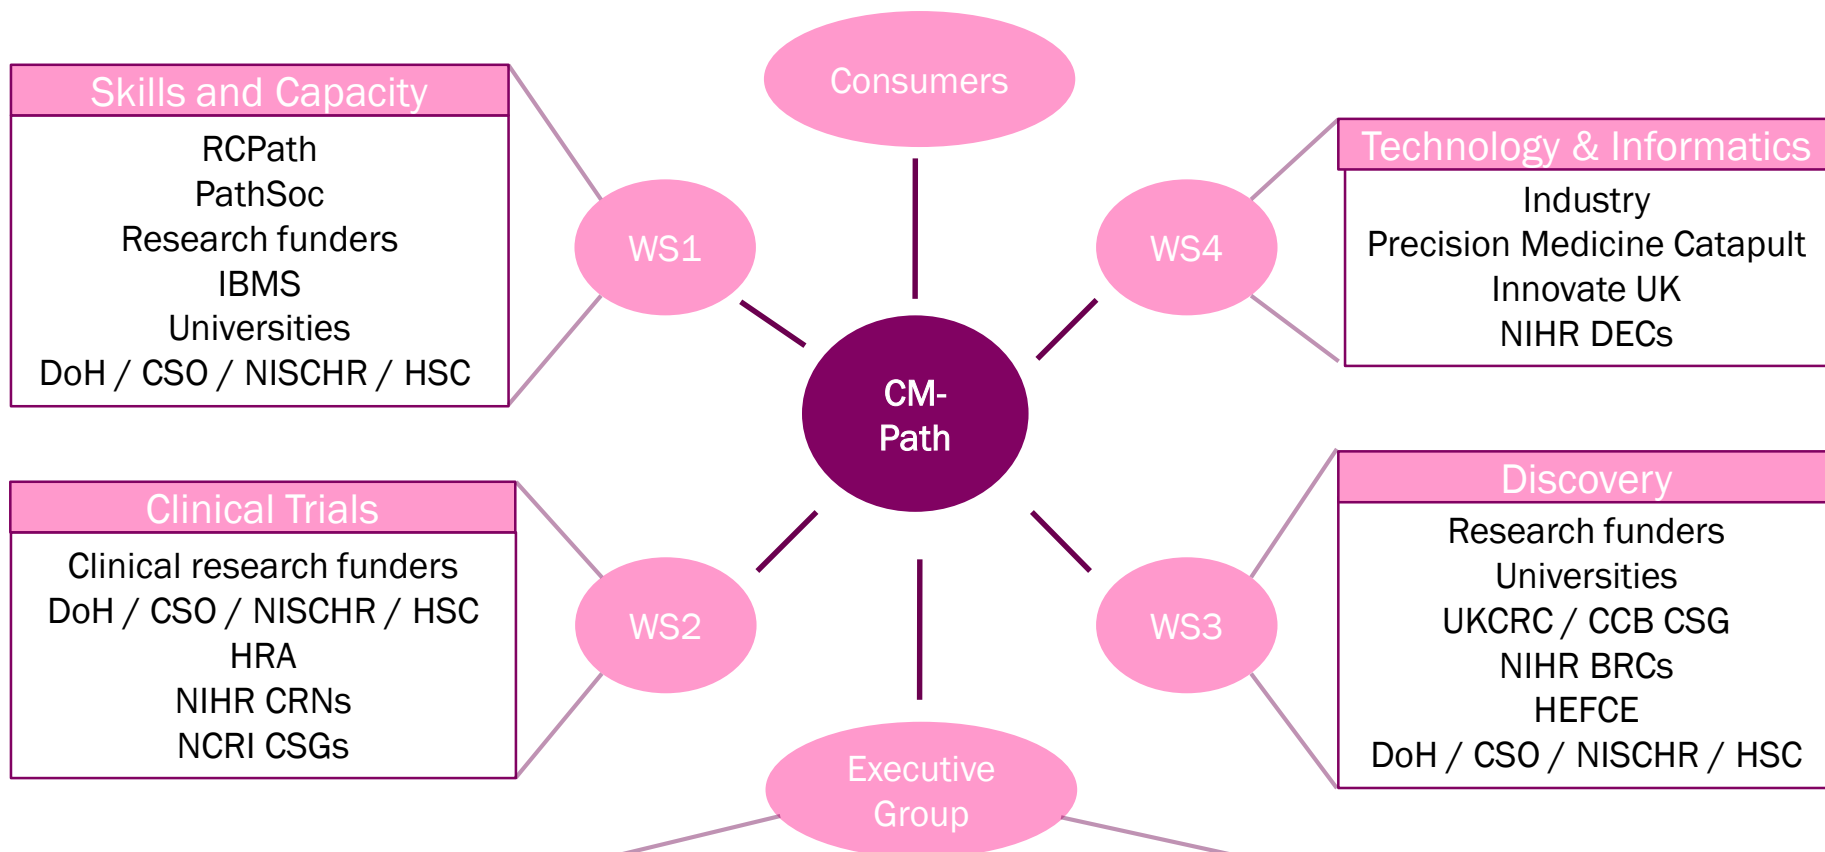 Consumers
Skills and Capacity
RCPath
PathSoc
Research funders
IBMS
Universities
DoH / CSO / NISCHR / HSC
WS1
WS4
Technology & Informatics
Industry
Precision Medicine Catapult
Innovate UK
NIHR DECs
CM-
Path
Clinical Trials
Clinical research funders
DoH / CSO / NISCHR / HSC
HRA
NIHR CRNs
NCRI CSGs
WS2
WS3
Discovery
Research funders
Universities
UKCRC / CCB CSG
NIHR BRCs
HEFCE
DoH / CSO / NISCHR / HSC
Executive
Group